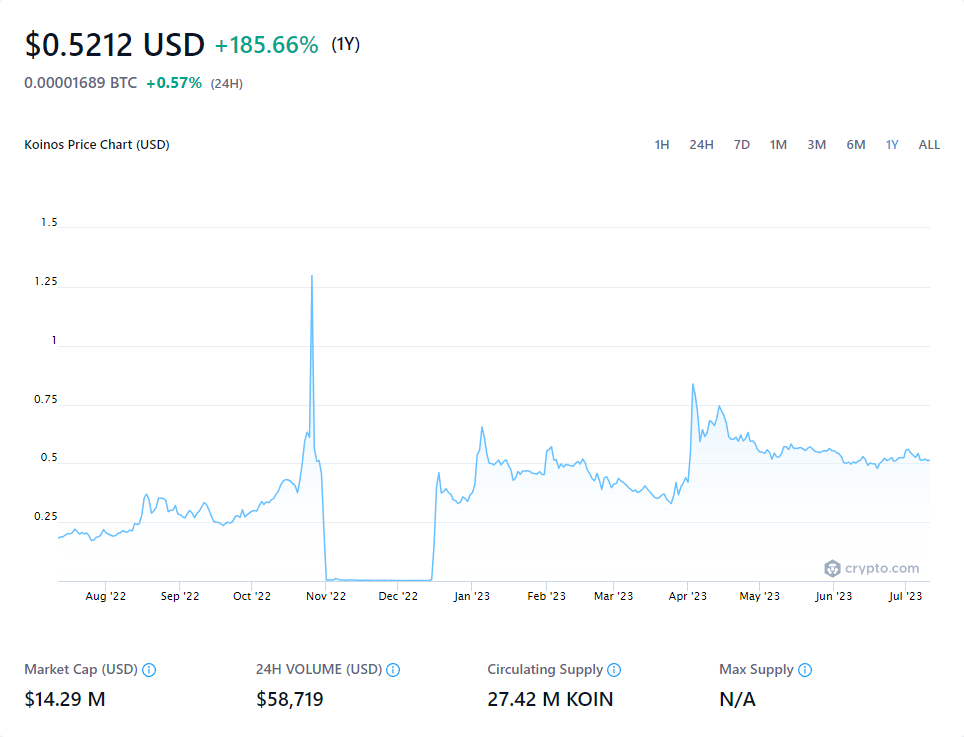 $0.5212 USD +185.66% (1Y)
0.00001689 BTC +0.57% (24H)
Koinos Price Chart (USD)
1H 24H 7D 1M 3M 6M 1Y ALL
1.5
1.25
1
0.75
0.5
0.25
crypto.com
Aug '22 Sep '22 Oct '22 Nov '22 Dec '22 Jan '23 Feb '23 Mar '23 Apr '23 May '23 Jun '23 Jul '23
Market Cap (USD) 24H VOLUME (USD) Circulating Supply Max Supply
$14.29 M $58,719 27.42 M KOIN N/A